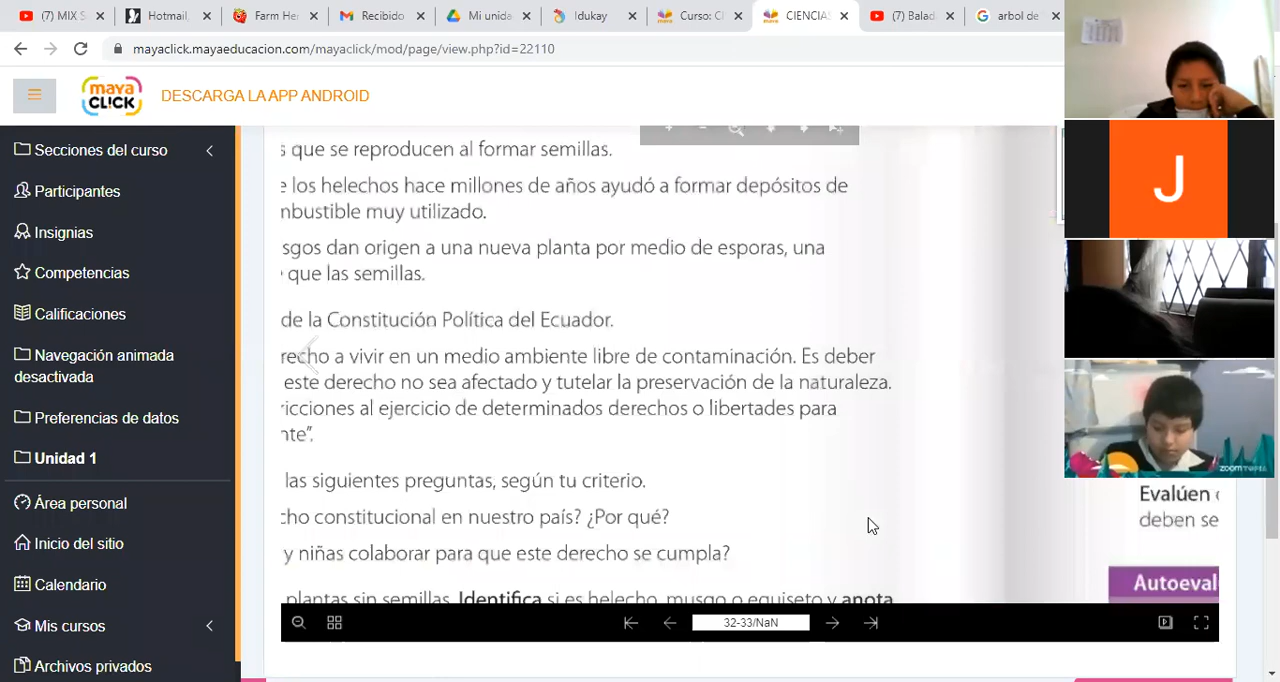 (7) MIX S
Hotmail,
Farm Her
Recibido
Mi unida
Idukay
Curso: CI
CIENCIAS
(7) Balad
arbol de
mayaclick.mayaeducacion.com/mayaclick/mod/page/view.php?id=22110
maya
CLICK
DESCARGA LA APP ANDROID
Secciones del curso
Participantes
Insignias
Competencias
Calificaciones
Navegación animada
desactivada
Preferencias de datos
Unidad 1
Área personal
Inicio del sitio
Calendario
Mis cursos
Archivos privados
s que se reproducen al formar semillas.
e los helechos hace millones de años ayudó a formar depósitos de
mbustible muy utilizado.
sgos dan origen a una nueva planta por medio de esporas, una
que las semillas.
de la Constitución Política del Ecuador.
recho a vivir en un medio ambiente libre de contaminación. Es deber
este derecho no sea afectado y tutelar la preservación de la naturaleza.
ricciones al ejercicio de determinados derechos o libertades para
nte”.
las siguientes preguntas, según tu criterio.
cho constitucional en nuestro país? ¿Por qué?
y niñas colaborar para que este derecho se cumpla?
plantas sin semillas. Identifica si es helecho, musgo o equiseto y anota
32-33/NaN
J
ZOOMTOPIA
Evalúen
deben se
Autoeval